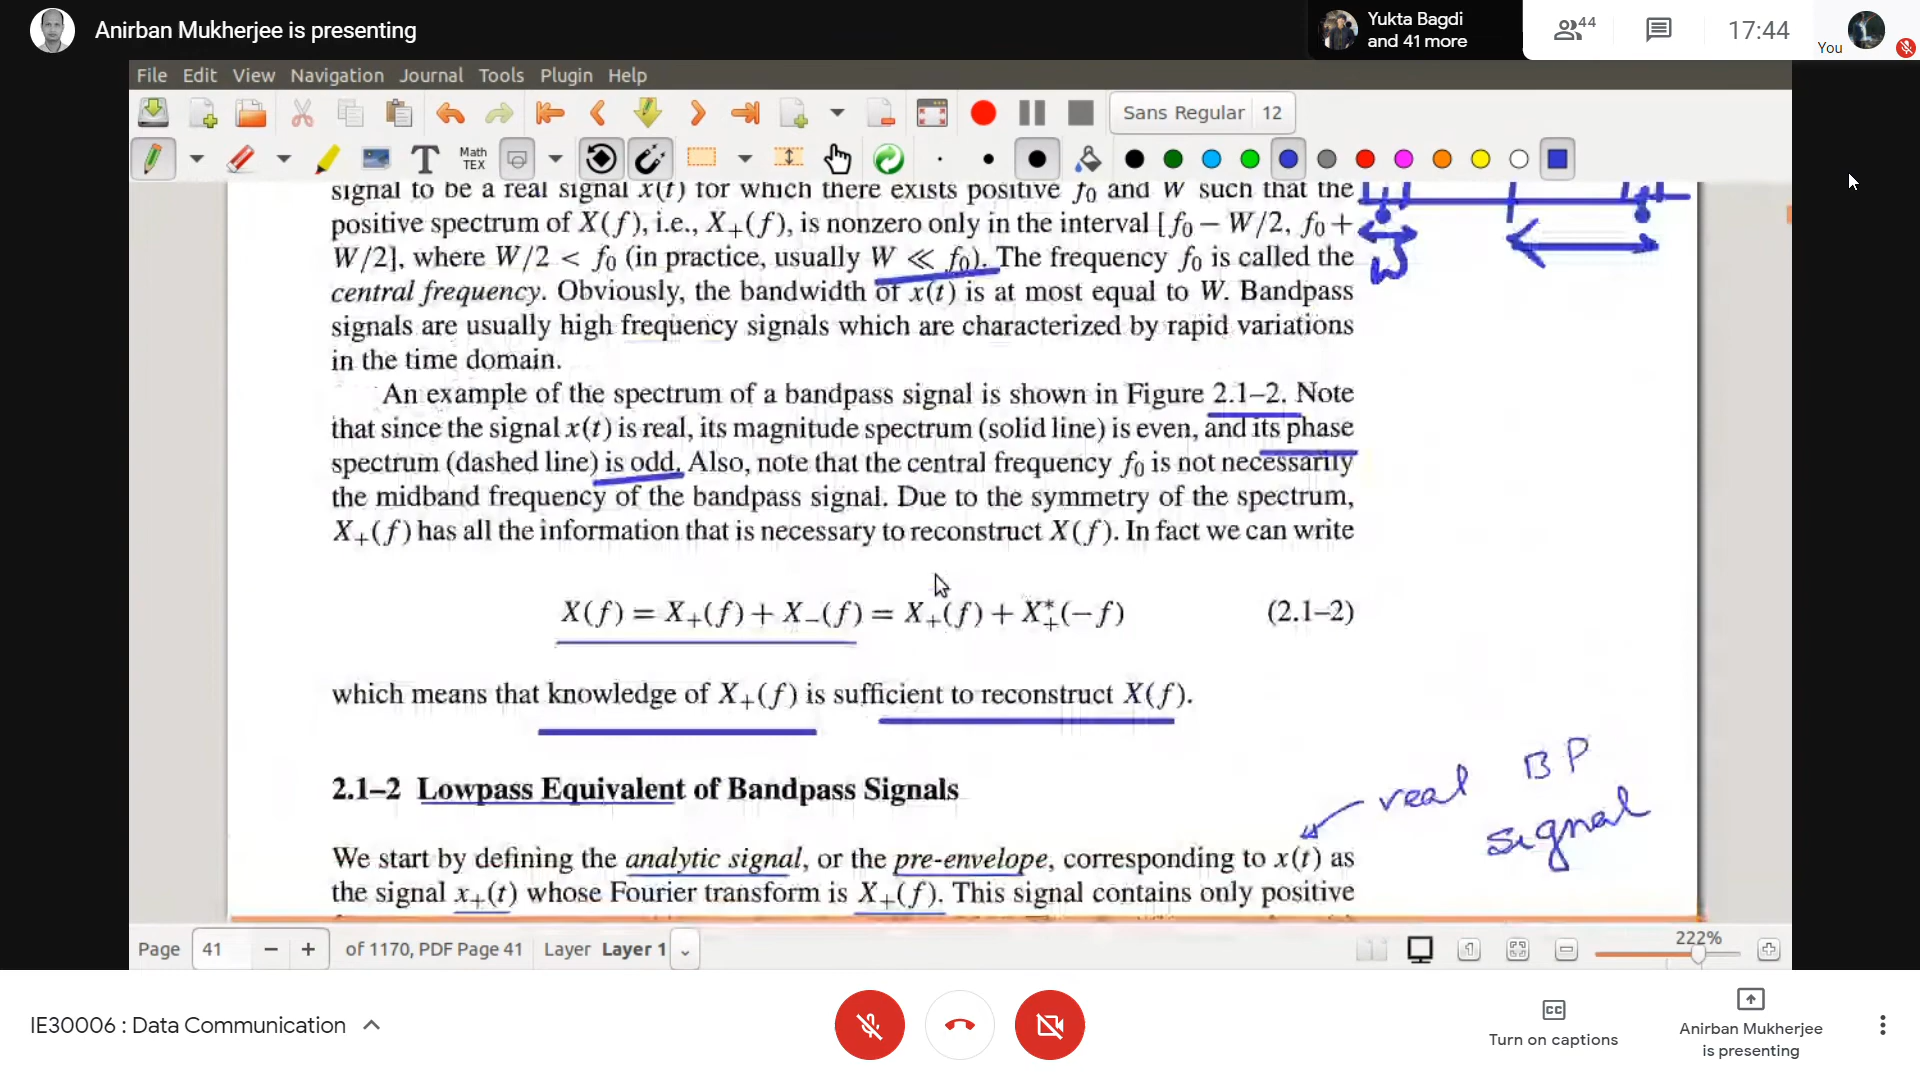 Anirban Mukherjee is presenting
Yukta Bagdi
and 41 more
44
17:44
You
File Edit View Navigation Journal Tools Plugin Help
Math
TEX
Sans Regular 12
signal to be a real signal x(t) for which there exists positive f₀ and W such that the
positive spectrum of X(f), i.e., X₊(f), is nonzero only in the interval [f₀ − W/2, f₀+
W/2], where W/2 < f₀ (in practice, usually W ≪ f₀). The frequency f₀ is called the
central frequency. Obviously, the bandwidth of x(t) is at most equal to W. Bandpass
signals are usually high frequency signals which are characterized by rapid variations
in the time domain.
W
An example of the spectrum of a bandpass signal is shown in Figure 2.1–2. Note
that since the signal x(t) is real, its magnitude spectrum (solid line) is even, and its phase
spectrum (dashed line) is odd. Also, note that the central frequency f₀ is not necessarily
the midband frequency of the bandpass signal. Due to the symmetry of the spectrum,
X₊(f) has all the information that is necessary to reconstruct X(f). In fact we can write
X(f) = X₊(f) + X₋(f) = X₊(f) + X₊*(−f) (2.1–2)
which means that knowledge of X₊(f) is sufficient to reconstruct X(f).
2.1–2 Lowpass Equivalent of Bandpass Signals
real BP
signal
We start by defining the analytic signal, or the pre-envelope, corresponding to x(t) as
the signal x₊(t) whose Fourier transform is X₊(f). This signal contains only positive
Page 41 − + of 1170, PDF Page 41 Layer Layer 1
222%
IE30006 : Data Communication
CC
Turn on captions
Anirban Mukherjee
is presenting